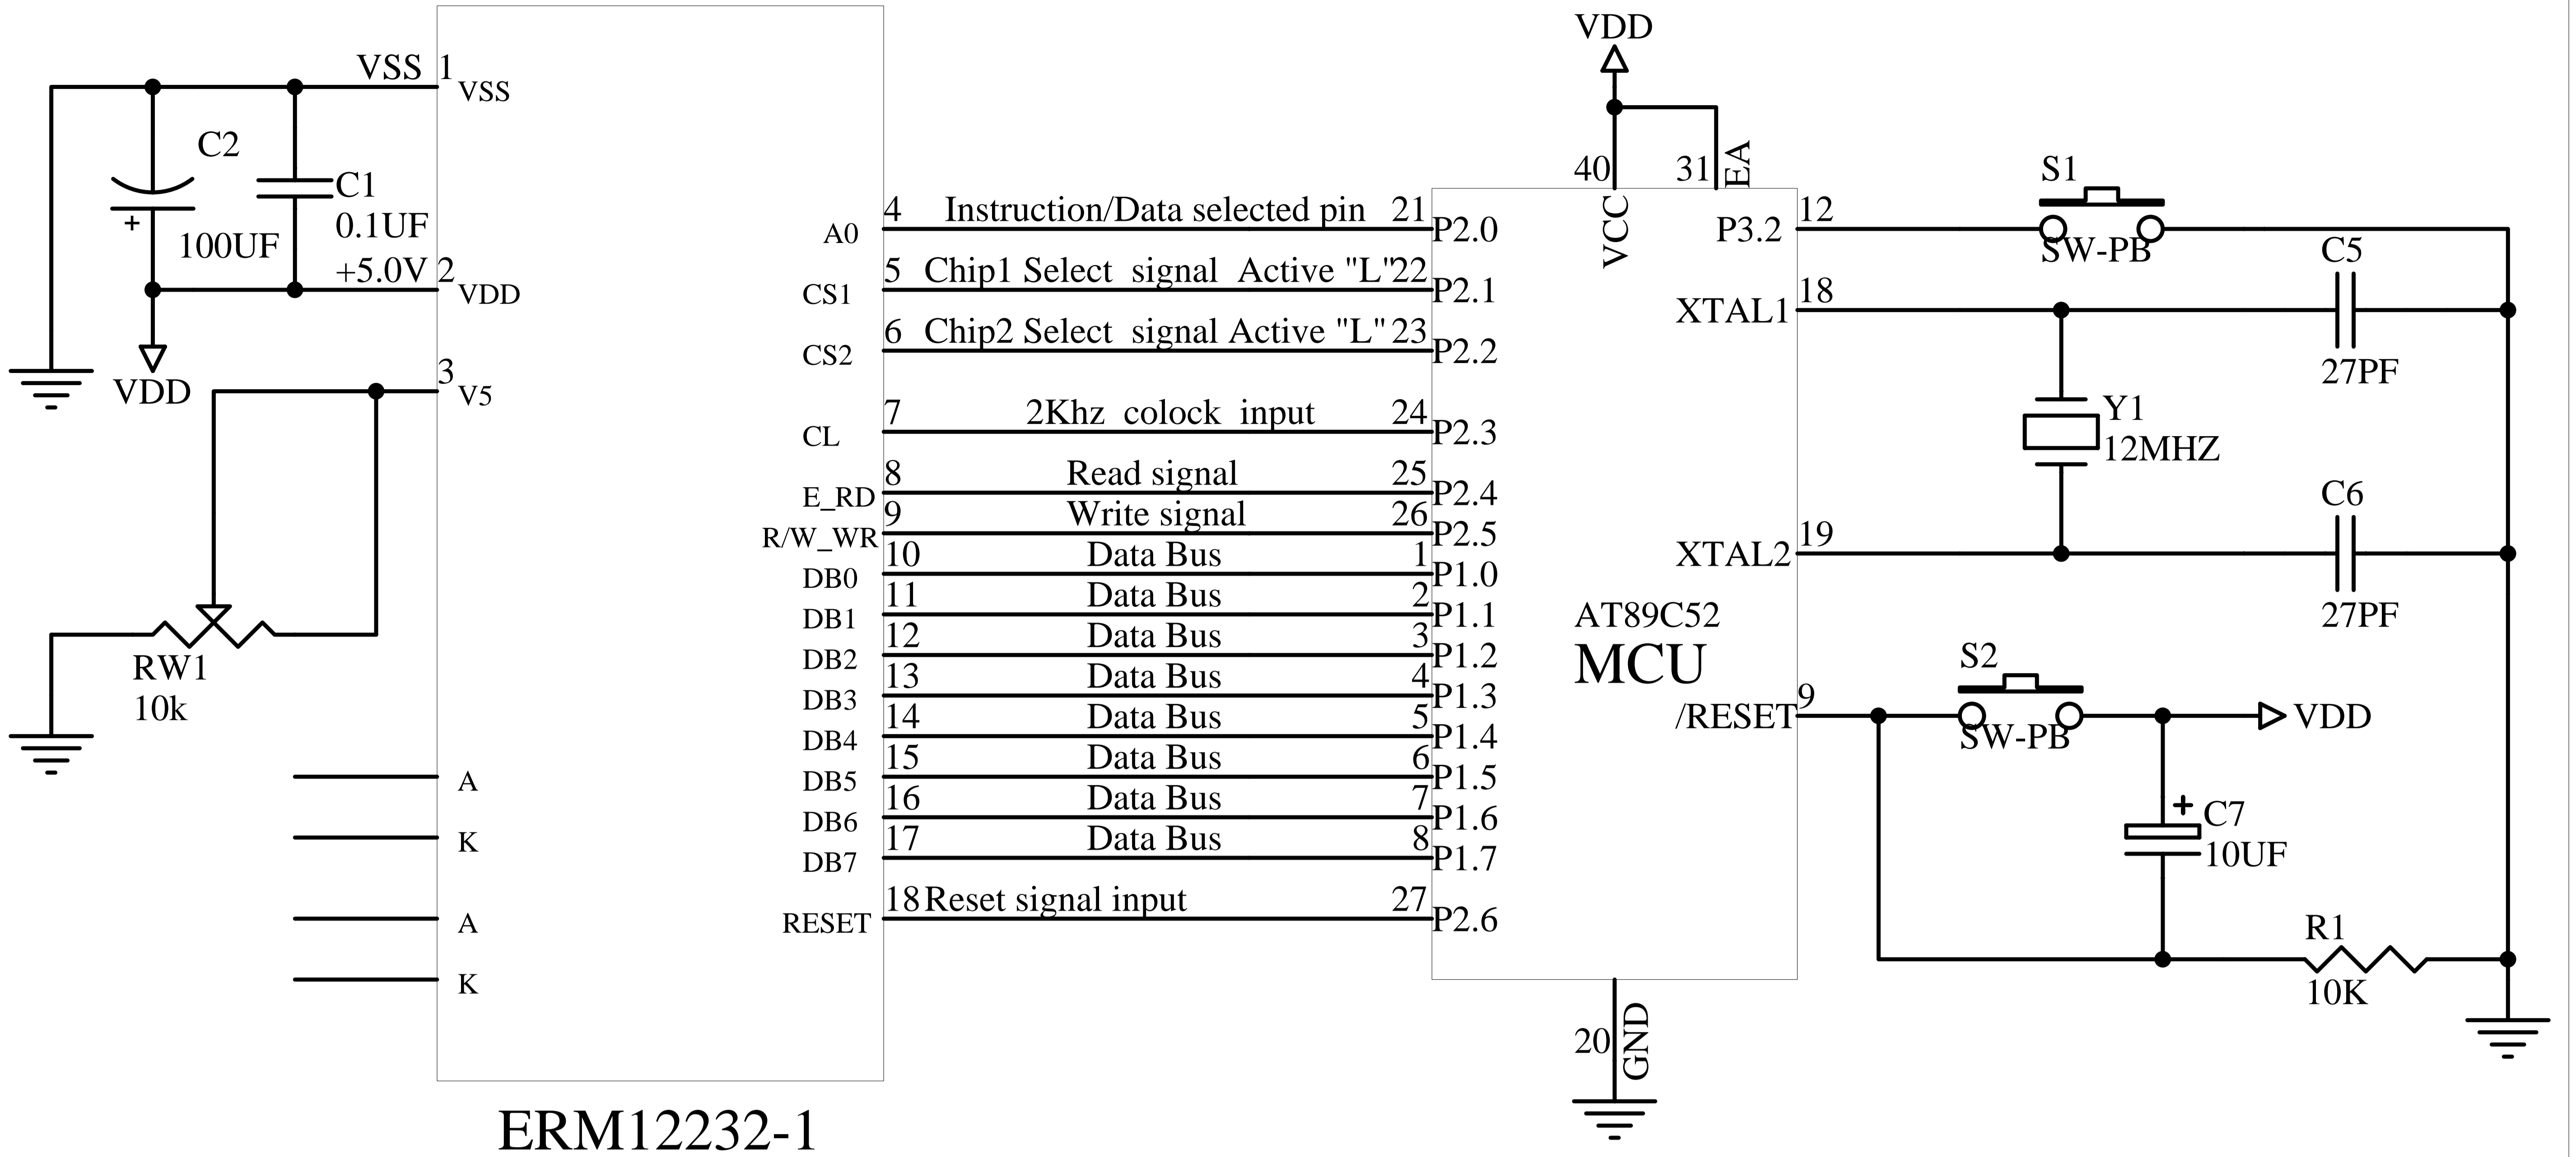 VSS 1
VSS
C2
C1
0.1UF
+
100UF
+5.0V 2
VDD
VDD
3
V5
RW1
10k
A
K
A
K
4 Instruction/Data selected pin 21
A0 P2.0
5 Chip1 Select signal Active "L" 22
CS1 P2.1
6 Chip2 Select signal Active "L" 23
CS2 P2.2
7 2Khz colock input 24
CL P2.3
8 Read signal 25
E_RD P2.4
9 Write signal 26
R/W_WR P2.5
10 Data Bus 1
DB0 P1.0
11 Data Bus 2
DB1 P1.1
12 Data Bus 3
DB2 P1.2
13 Data Bus 4
DB3 P1.3
14 Data Bus 5
DB4 P1.4
15 Data Bus 6
DB5 P1.5
16 Data Bus 7
DB6 P1.6
17 Data Bus 8
DB7 P1.7
18 Reset signal input 27
RESET P2.6
ERM12232-1
VDD
40
31
EA
VCC
AT89C52
MCU
20
GND
12
P3.2
S1
SW-PB
18
XTAL1
C5
27PF
Y1
12MHZ
19
XTAL2
C6
27PF
9
/RESET
S2
SW-PB
VDD
+
C7
10UF
R1
10K